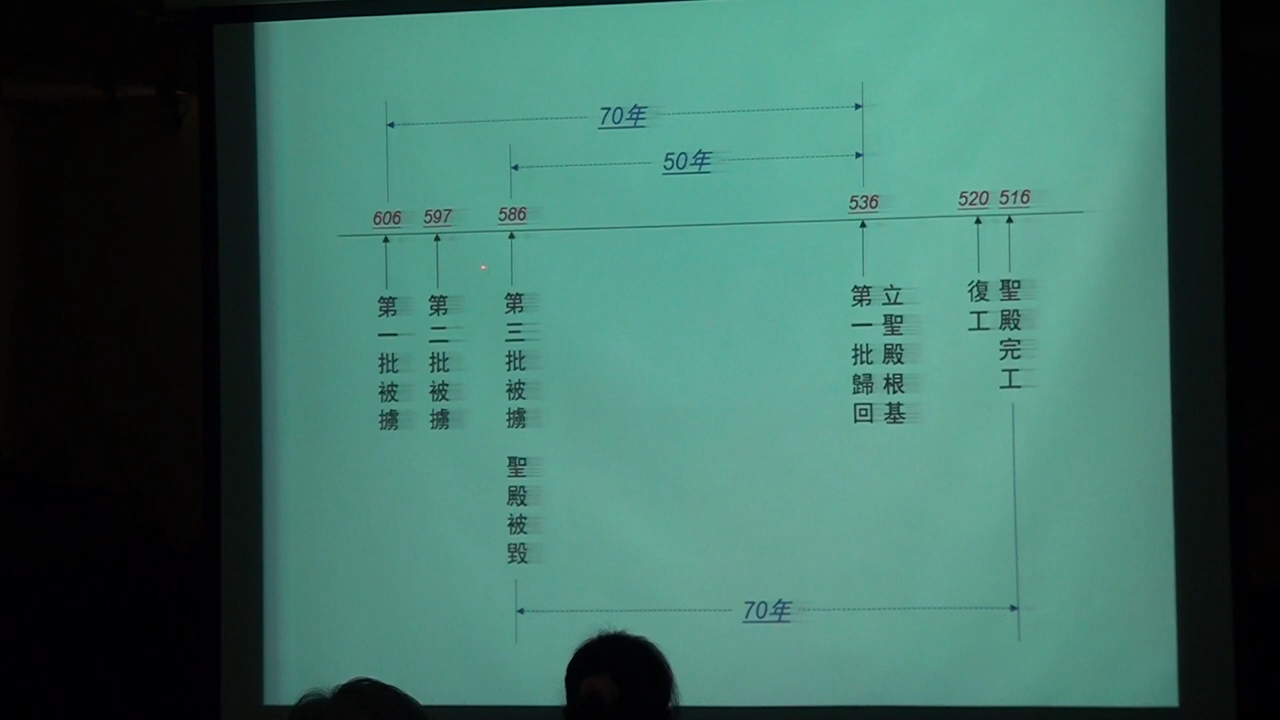 70年
50年
606
597
586
536
520
516
第一批被擄
第二批被擄
第三批被擄
聖殿被毀
第一批歸回
立聖殿根基
復工
聖殿完工
70年